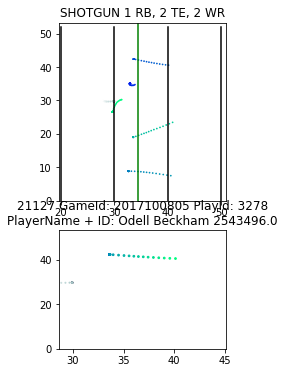 SHOTGUN 1 RB, 2 TE, 2 WR
50
40
30
20
10
0
20 30 40 50
21127 GameId: 2017100805 PlayId: 3278
PlayerName + ID: Odell Beckham 2543496.0
40
20
0
30 35 40 45